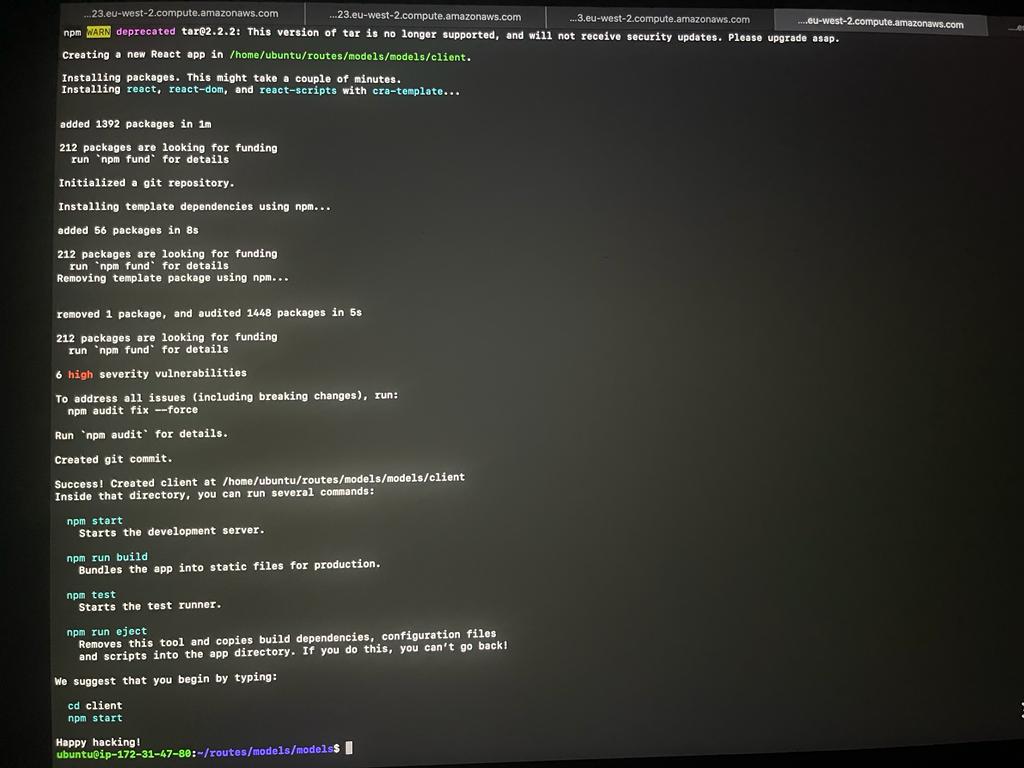 ...23.eu-west-2.compute.amazonaws.com
...23.eu-west-2.compute.amazonaws.com
...3.eu-west-2.compute.amazonaws.com
....eu-west-2.compute.amazonaws.com
npm WARN deprecated tar@2.2.2: This version of tar is no longer supported, and will not receive security updates. Please upgrade asap.
Creating a new React app in /home/ubuntu/routes/models/models/client.
Installing packages. This might take a couple of minutes.
Installing react, react-dom, and react-scripts with cra-template...
added 1392 packages in 1m
212 packages are looking for funding
run `npm fund` for details
Initialized a git repository.
Installing template dependencies using npm...
added 56 packages in 8s
212 packages are looking for funding
run `npm fund` for details
Removing template package using npm...
removed 1 package, and audited 1448 packages in 5s
212 packages are looking for funding
run `npm fund` for details
6 high severity vulnerabilities
To address all issues (including breaking changes), run:
npm audit fix --force
Run `npm audit` for details.
Created git commit.
Success! Created client at /home/ubuntu/routes/models/models/client
Inside that directory, you can run several commands:
npm start
Starts the development server.
npm run build
Bundles the app into static files for production.
npm test
Starts the test runner.
npm run eject
Removes this tool and copies build dependencies, configuration files
and scripts into the app directory. If you do this, you can't go back!
We suggest that you begin by typing:
cd client
npm start
Happy hacking!
ubuntu@ip-172-31-47-80:~/routes/models/models$